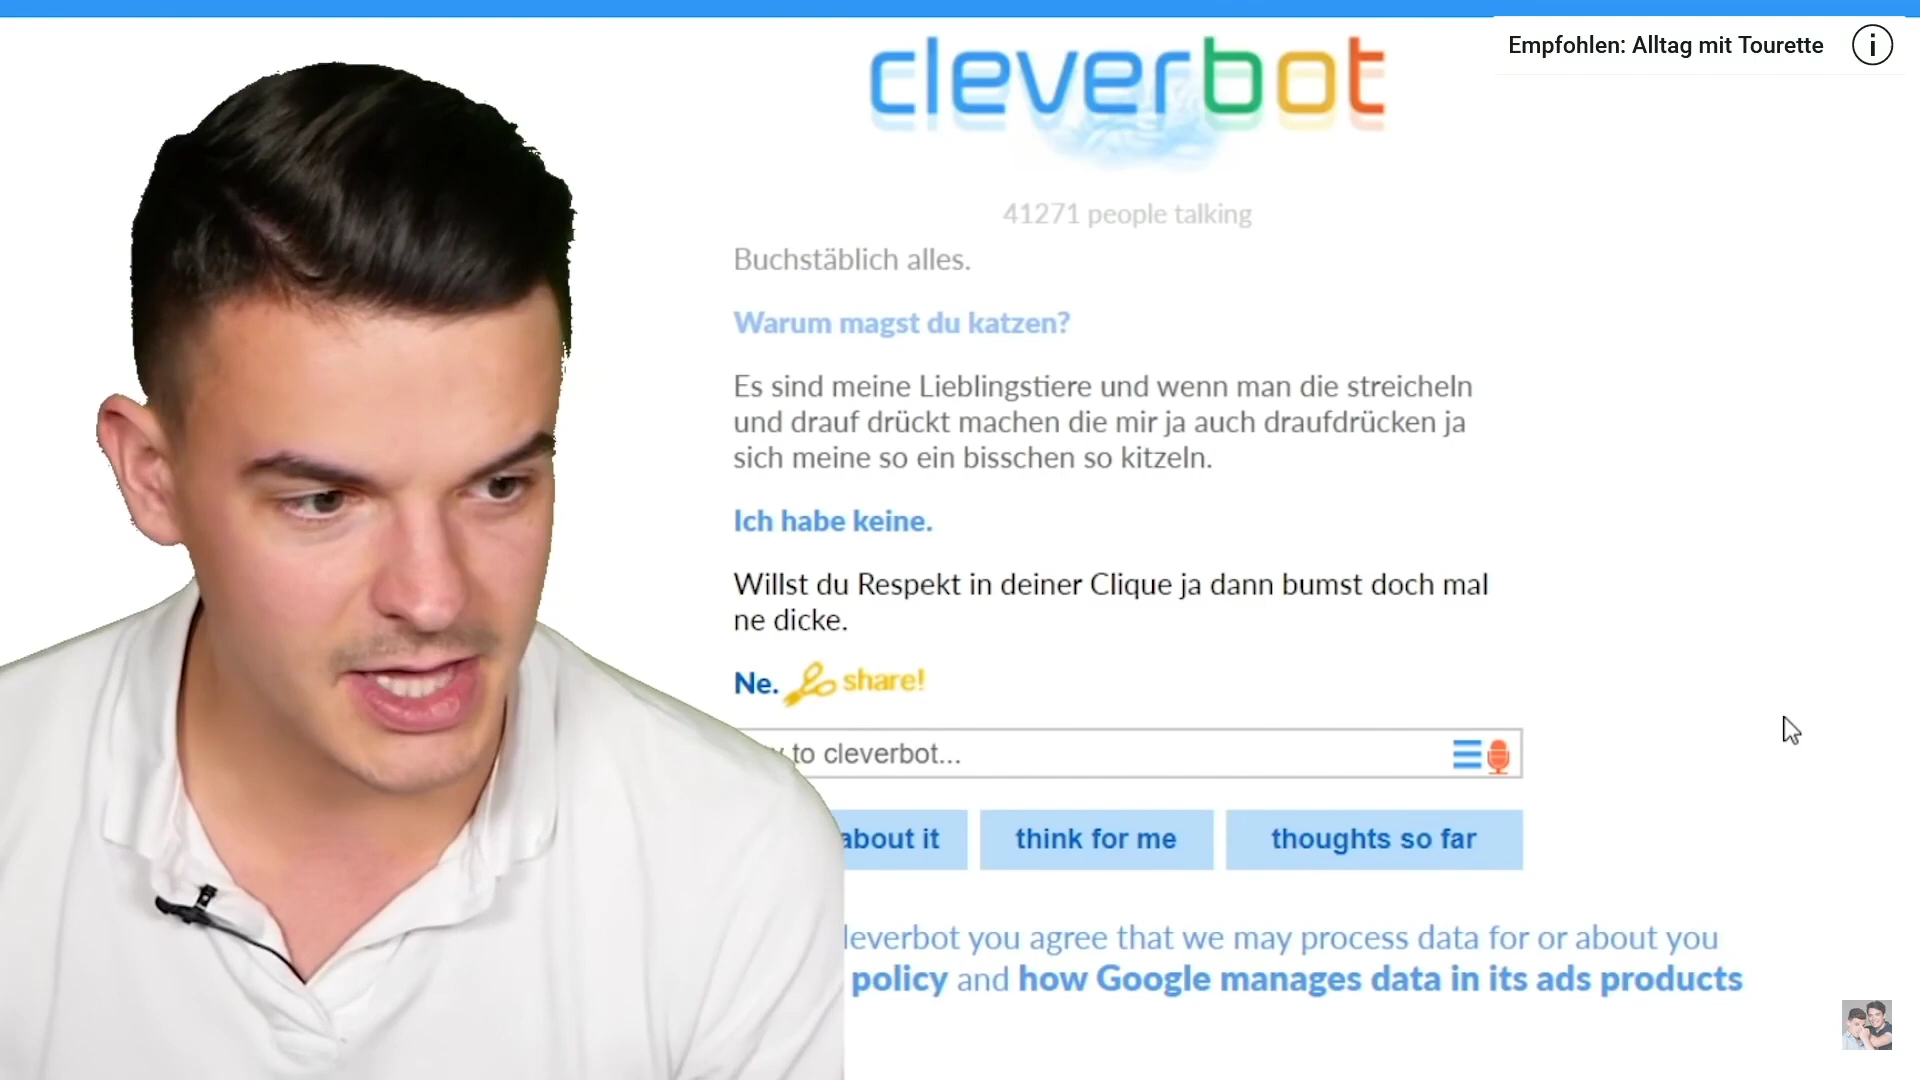 cleverbot
Empfohlen: Alltag mit Tourette
41271 people talking
Buchstäblich alles.
Warum magst du katzen?
Es sind meine Lieblingstiere und wenn man die streicheln
und drauf drückt machen die mir ja auch draufdrücken ja
sich meine so ein bisschen so kitzeln.
Ich habe keine.
Willst du Respekt in deiner Clique ja dann bumst doch mal
ne dicke.
Ne. share!
to cleverbot...
about it
think for me
thoughts so far
leverbot you agree that we may process data for or about you
policy and how Google manages data in its ads products